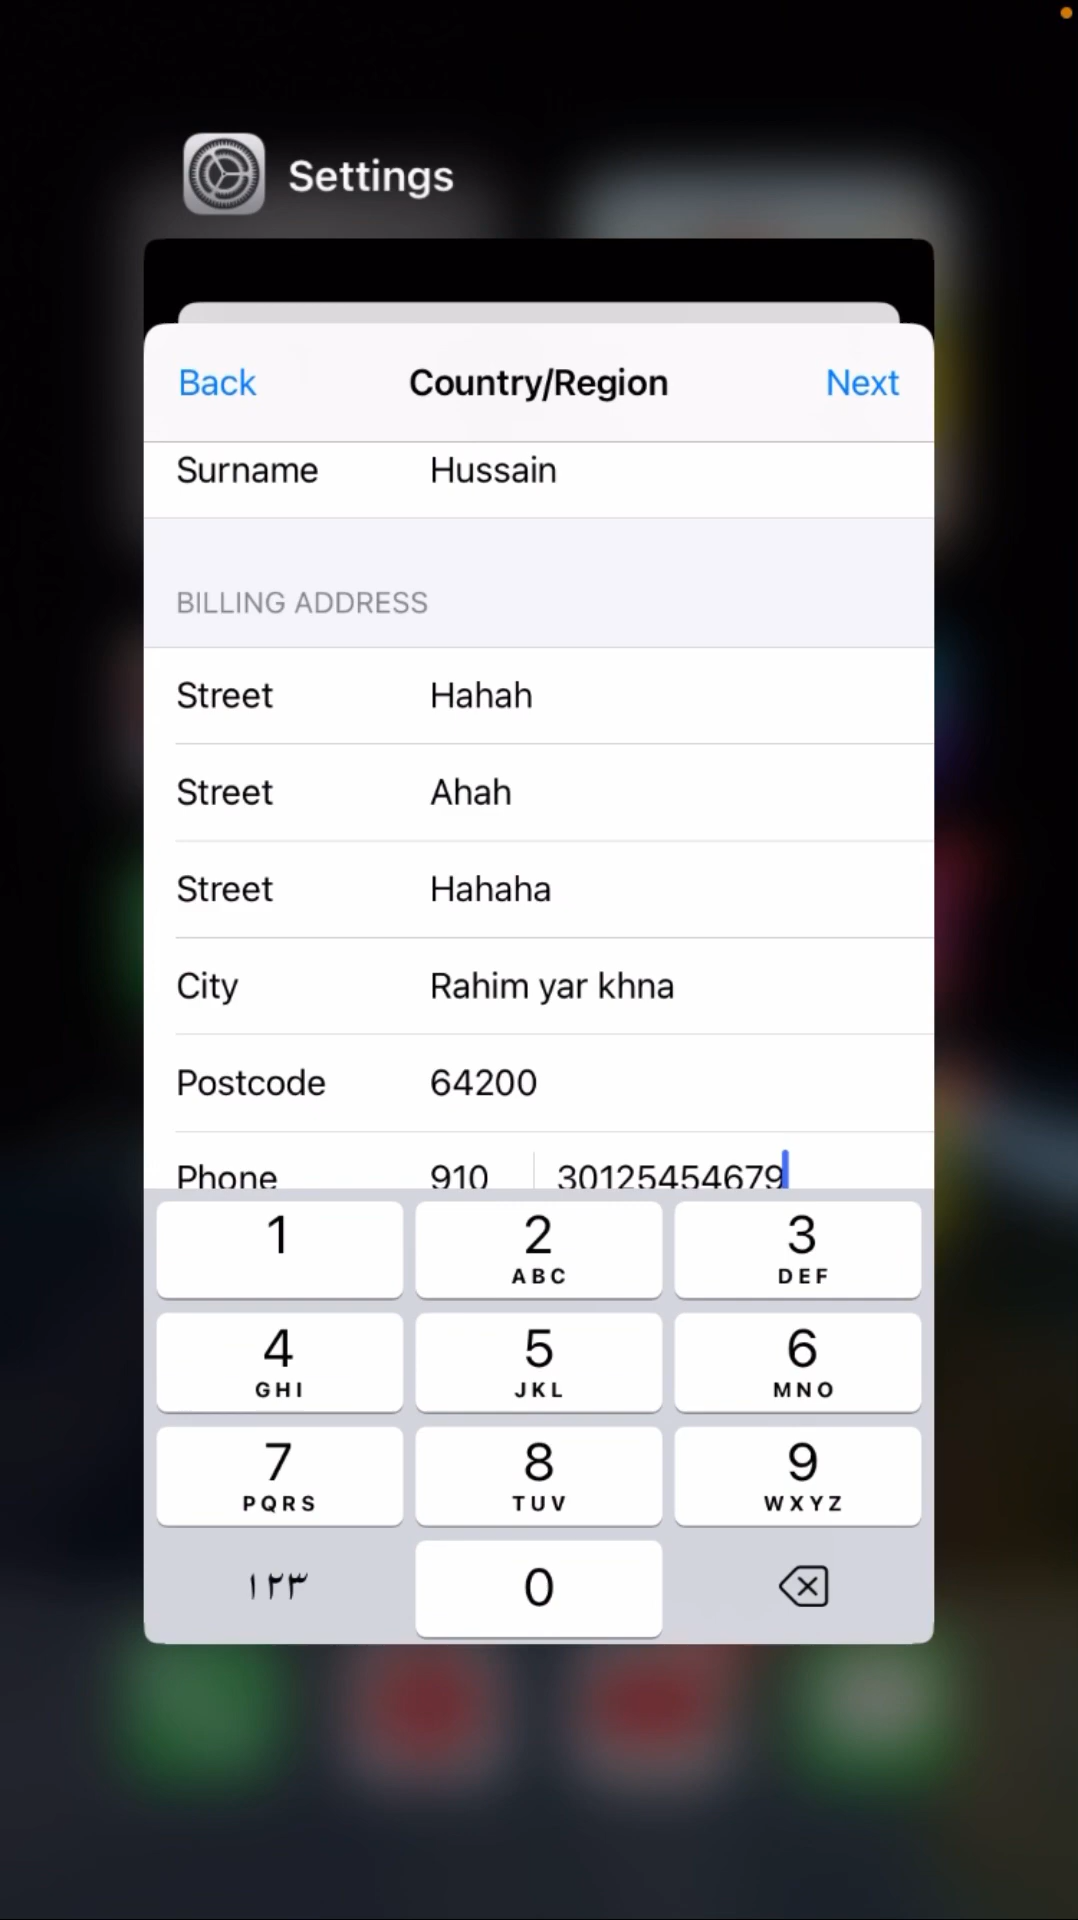 Settings
Back Country/Region Next
Surname Hussain
BILLING ADDRESS
Street Hahah
Street Ahah
Street Hahaha
City Rahim yar khna
Postcode 64200
Phone 910 30125454679
1 2 3
ABC DEF
4 5 6
GHI JKL MNO
7 8 9
PQRS TUV WXYZ
۱۲۳ 0